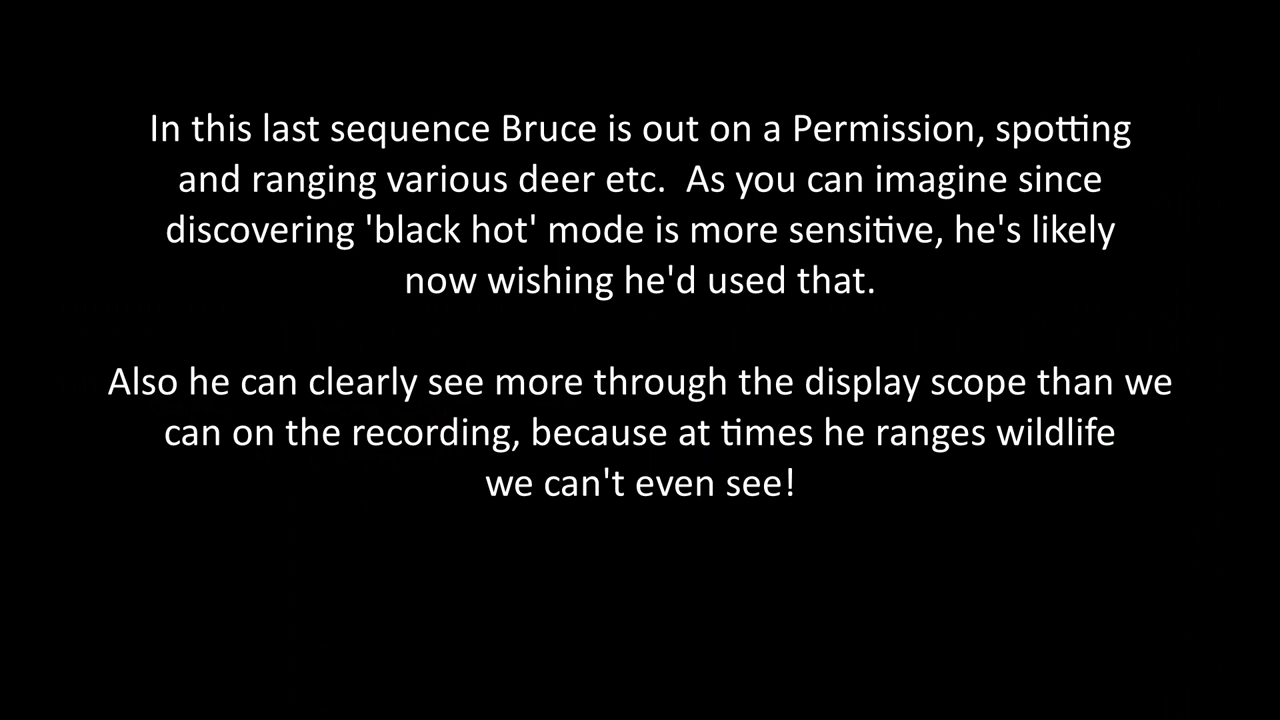 In this last sequence Bruce is out on a Permission, spotting
and ranging various deer etc.  As you can imagine since
discovering 'black hot' mode is more sensitive, he's likely
now wishing he'd used that.
Also he can clearly see more through the display scope than we
can on the recording, because at times he ranges wildlife
we can't even see!